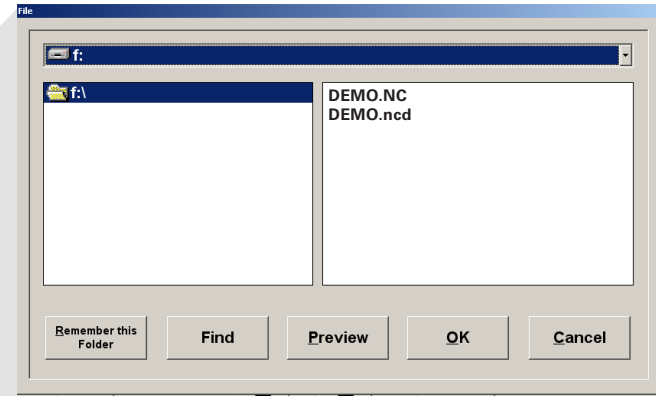 File
f:
f:\
DEMO.NC
DEMO.ncd
Remember this
Folder
Find
Preview
OK
Cancel